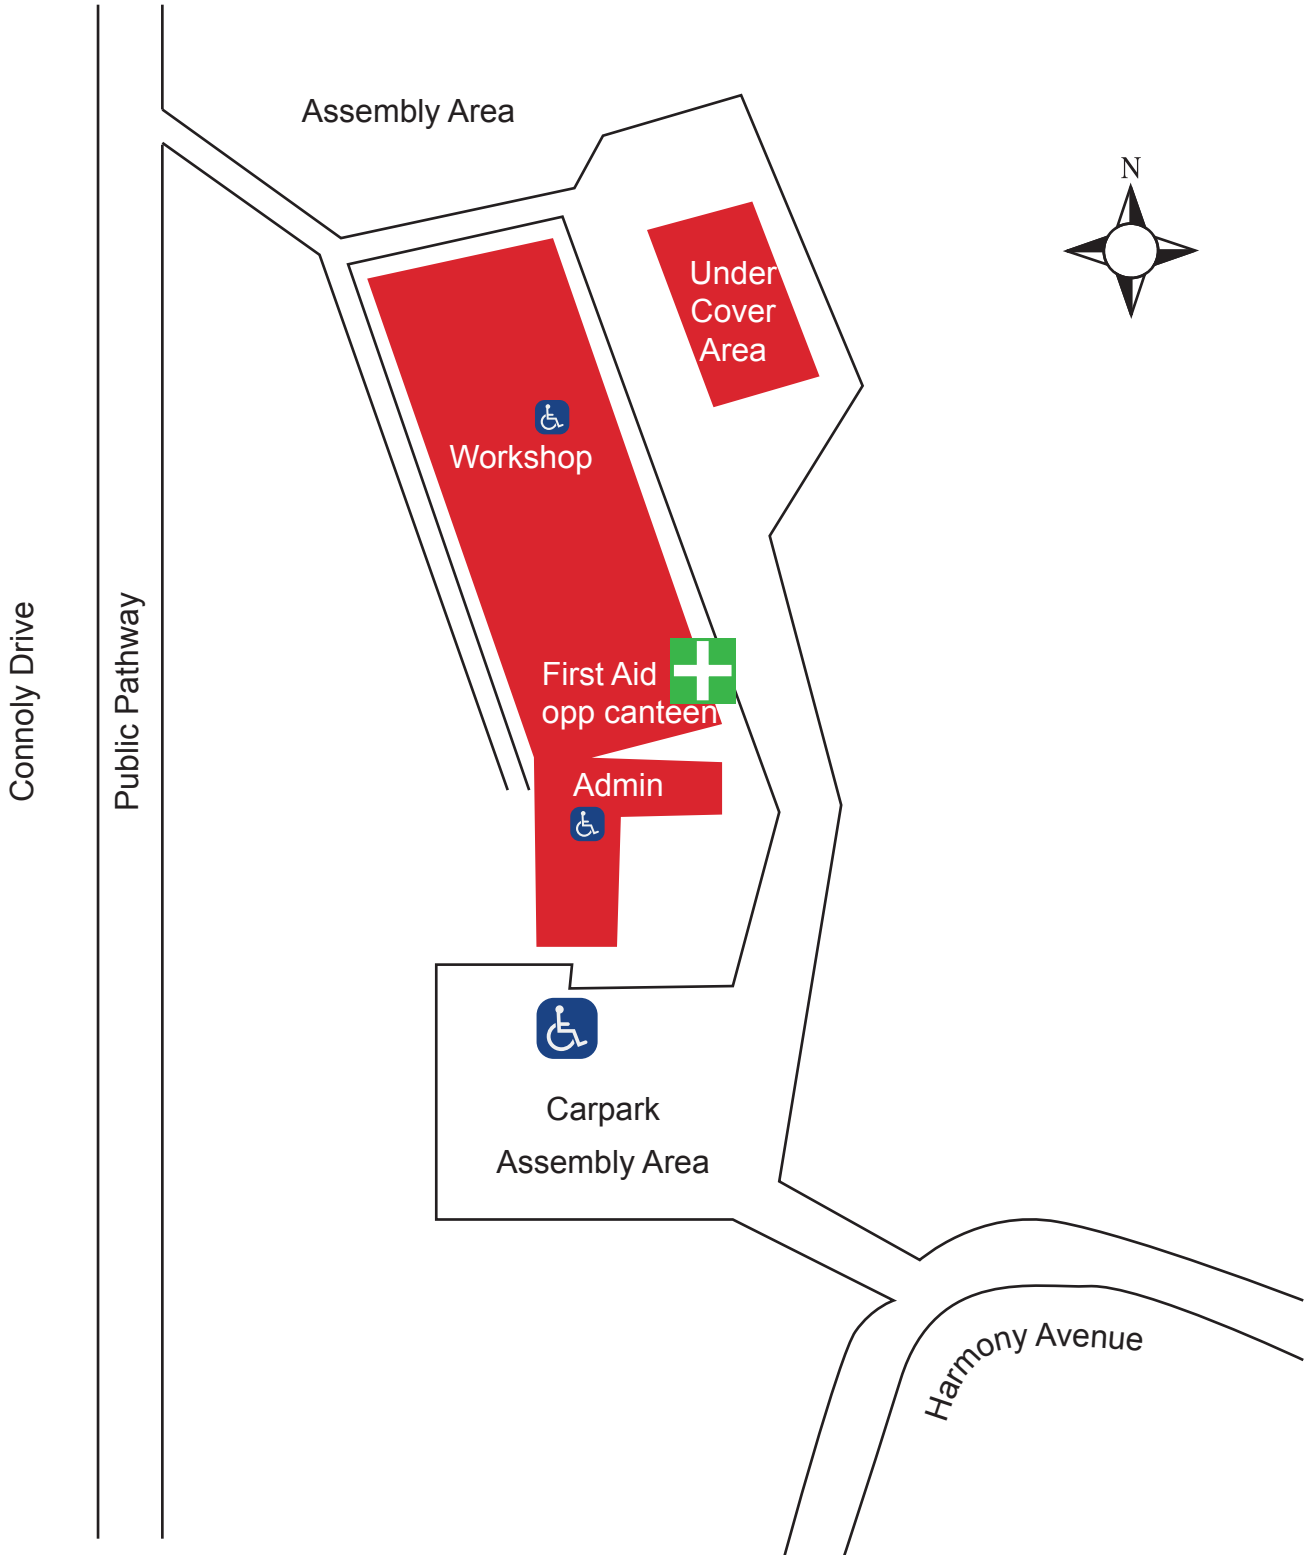 Assembly Area
N
Under
Cover
Area
Workshop
First Aid
opp canteen
Admin
Connoly Drive
Public Pathway
Carpark
Assembly Area
Harmony Avenue